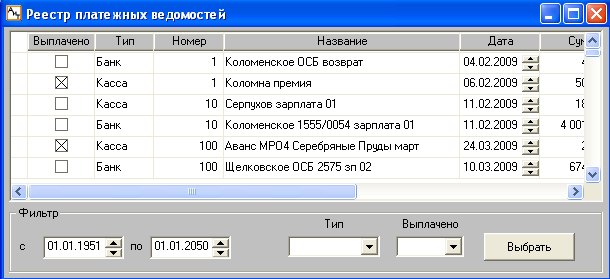 Реестр платежных ведомостей
Выплачено Тип Номер Название Дата Сум
Банк 1 Коломенское ОСБ возврат 04.02.2009 4
Касса 1 Коломна премия 06.02.2009 50
Касса 10 Серпухов зарплата 01 11.02.2009 18
Банк 10 Коломенское 1555/0054 зарплата 01 11.02.2009 4 001
Касса 100 Аванс МРО4 Серебряные Пруды март 24.03.2009 2
Банк 100 Щелковское ОСБ 2575 зп 02 10.03.2009 674
Фильтр
Тип Выплачено
с 01.01.1951 по 01.01.2050 Выбрать